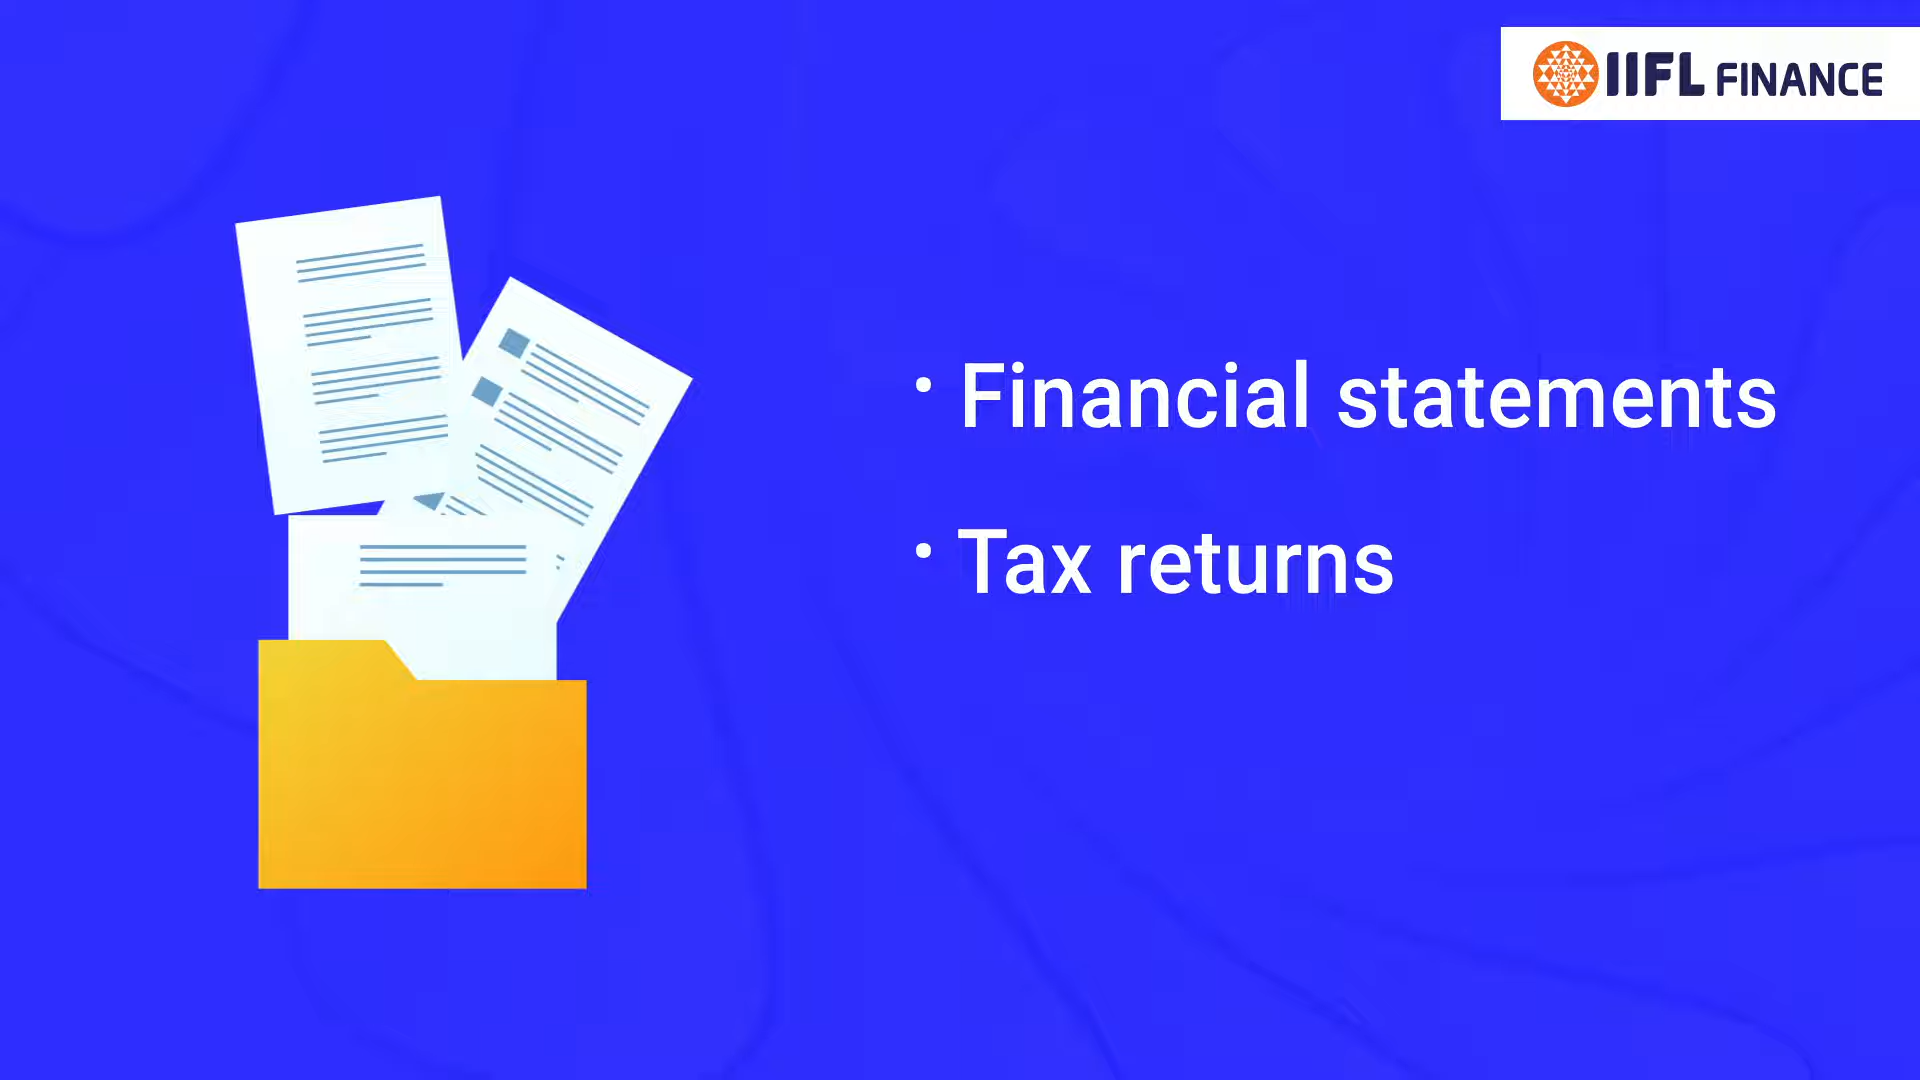 IIFL FINANCE
• Financial statements
• Tax returns